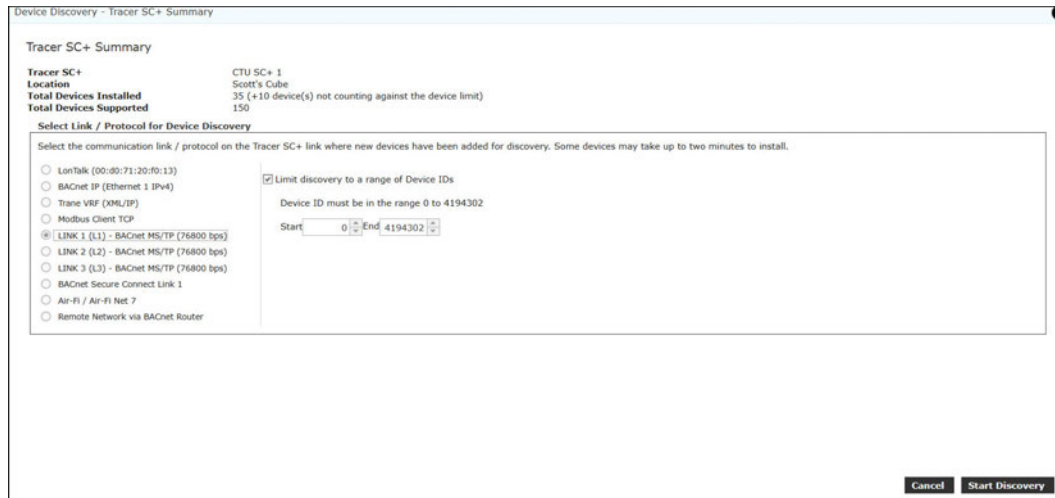 Device Discovery - Tracer SC+ Summary
Tracer SC+ Summary
Tracer SC+ CTU SC+ 1
Location Scott's Cube
Total Devices Installed 35 (+10 device(s) not counting against the device limit)
Total Devices Supported 150
Select Link / Protocol for Device Discovery
Select the communication link / protocol on the Tracer SC+ link where new devices have been added for discovery. Some devices may take up to two minutes to install.
LonTalk (00:d0:71:20:f0:13)
BACnet IP (Ethernet 1 IPv4)
Trane VRF (XML/IP)
Modbus Client TCP
LINK 1 (L1) - BACnet MS/TP (76800 bps)
LINK 2 (L2) - BACnet MS/TP (76800 bps)
LINK 3 (L3) - BACnet MS/TP (76800 bps)
BACnet Secure Connect Link 1
Air-Fi / Air-Fi Net 7
Remote Network via BACnet Router
Limit discovery to a range of Device IDs
Device ID must be in the range 0 to 4194302
Start 0 End 4194302
Cancel Start Discovery